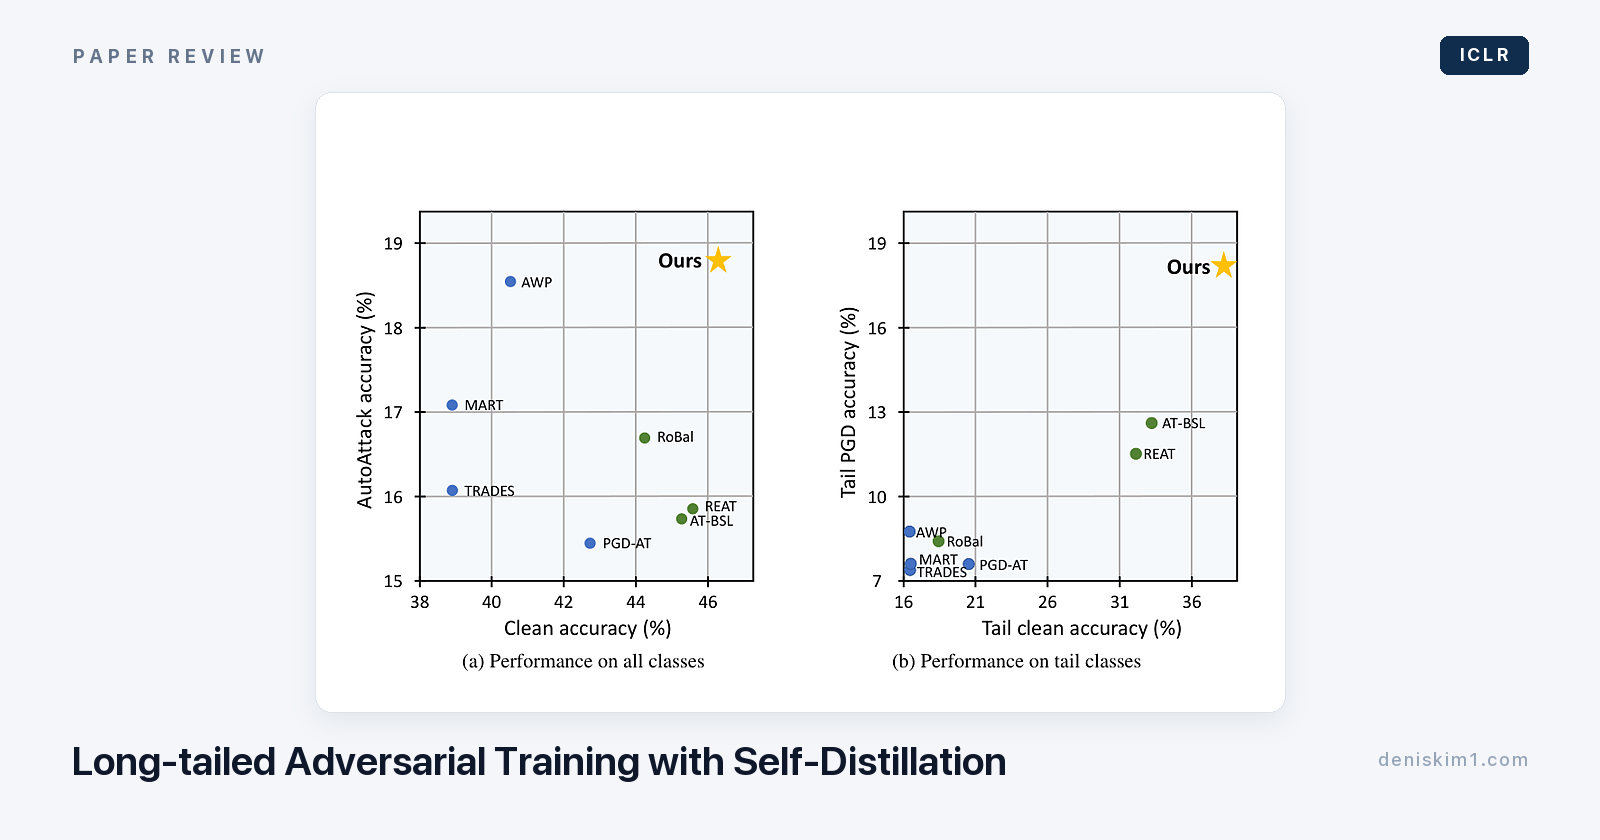 PAPER REVIEW
ICLR
AutoAttack accuracy (%)
19
18
17
16
15
Ours
AWP
MART
RoBal
TRADES
REAT
AT-BSL
PGD-AT
38 40 42 44 46
Clean accuracy (%)
(a) Performance on all classes
Tail PGD accuracy (%)
19
16
13
10
7
Ours
AT-BSL
REAT
AWP
RoBal
MART
PGD-AT
TRADES
16 21 26 31 36
Tail clean accuracy (%)
(b) Performance on tail classes
Long-tailed Adversarial Training with Self-Distillation
deniskim1.com